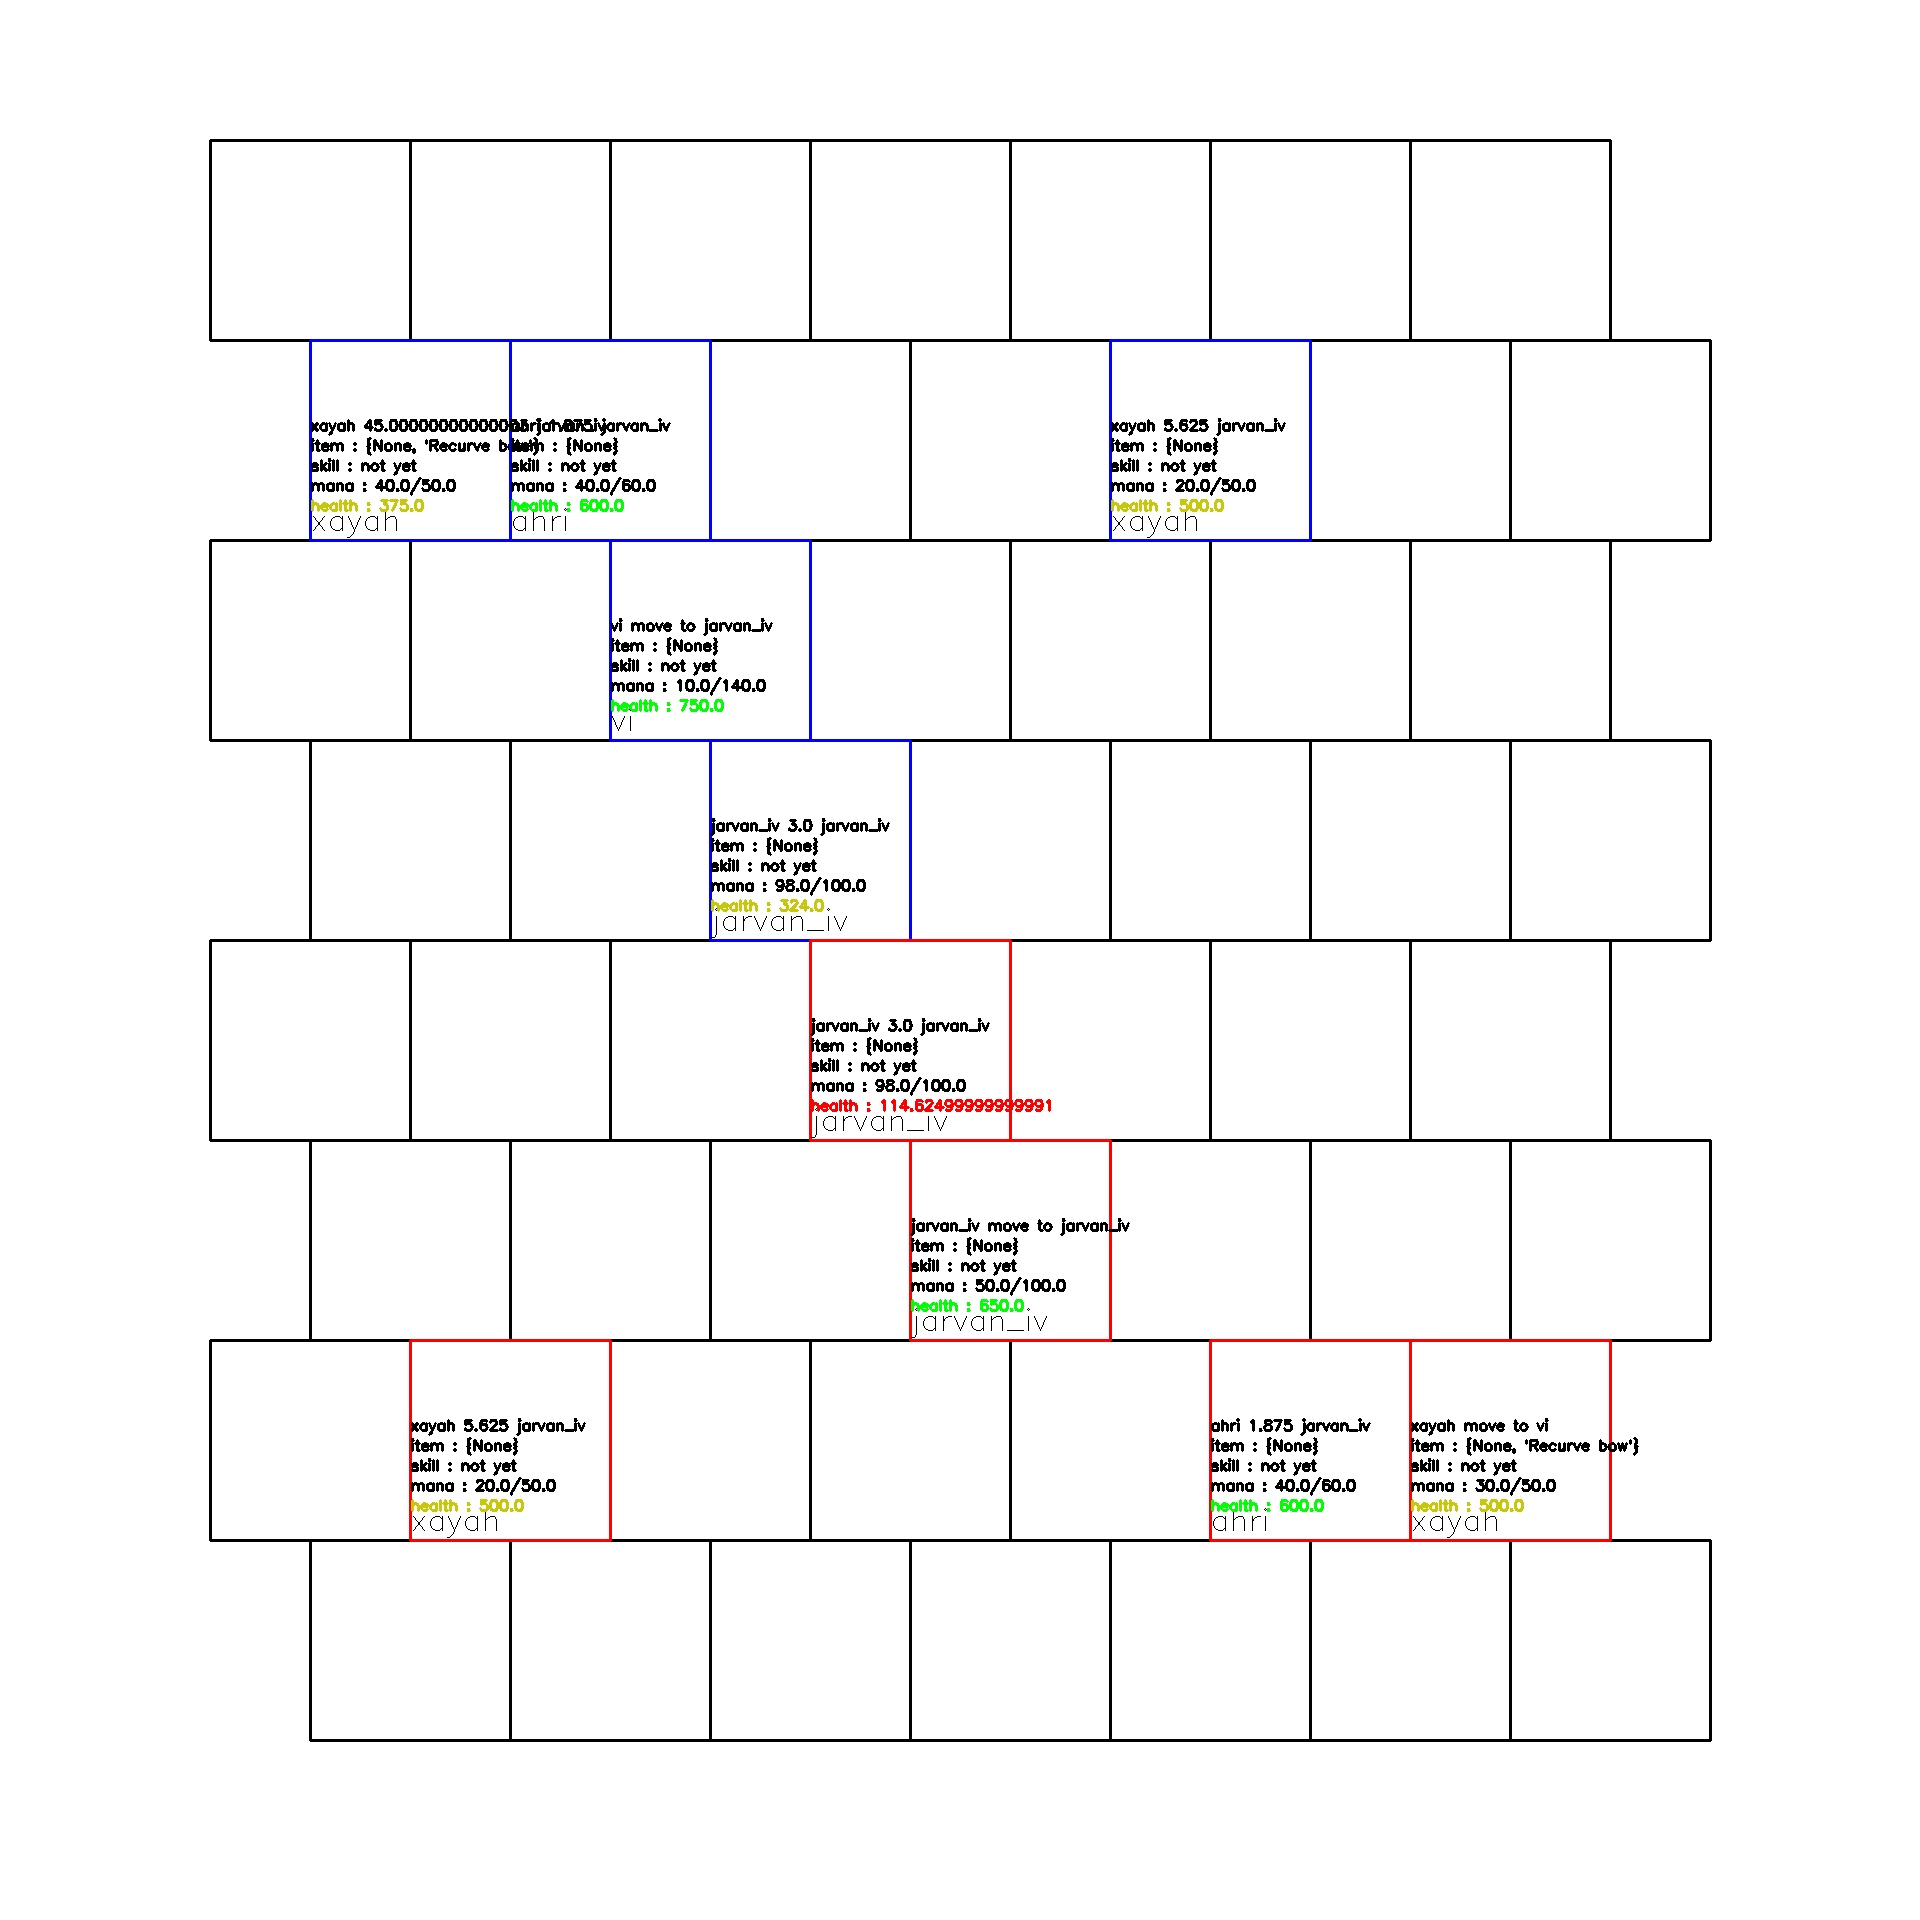 xayah 45.00000000000003 jarvan_iv
item : {None, 'Recurve bow'}
skill : not yet
mana : 40.0/50.0
health : 375.0
xayah
ahri 1.875 jarvan_iv
item : {None}
skill : not yet
mana : 40.0/60.0
health : 600.0
ahri
xayah 5.625 jarvan_iv
item : {None}
skill : not yet
mana : 20.0/50.0
health : 500.0
xayah
vi move to jarvan_iv
item : {None}
skill : not yet
mana : 10.0/140.0
health : 750.0
vi
jarvan_iv 3.0 jarvan_iv
item : {None}
skill : not yet
mana : 98.0/100.0
health : 324.0
jarvan_iv
jarvan_iv 3.0 jarvan_iv
item : {None}
skill : not yet
mana : 98.0/100.0
health : 114.62499999999991
jarvan_iv
jarvan_iv move to jarvan_iv
item : {None}
skill : not yet
mana : 50.0/100.0
health : 650.0
jarvan_iv
xayah 5.625 jarvan_iv
item : {None}
skill : not yet
mana : 20.0/50.0
health : 500.0
xayah
ahri 1.875 jarvan_iv
item : {None}
skill : not yet
mana : 40.0/60.0
health : 600.0
ahri
xayah move to vi
item : {None, 'Recurve bow'}
skill : not yet
mana : 30.0/50.0
health : 500.0
xayah